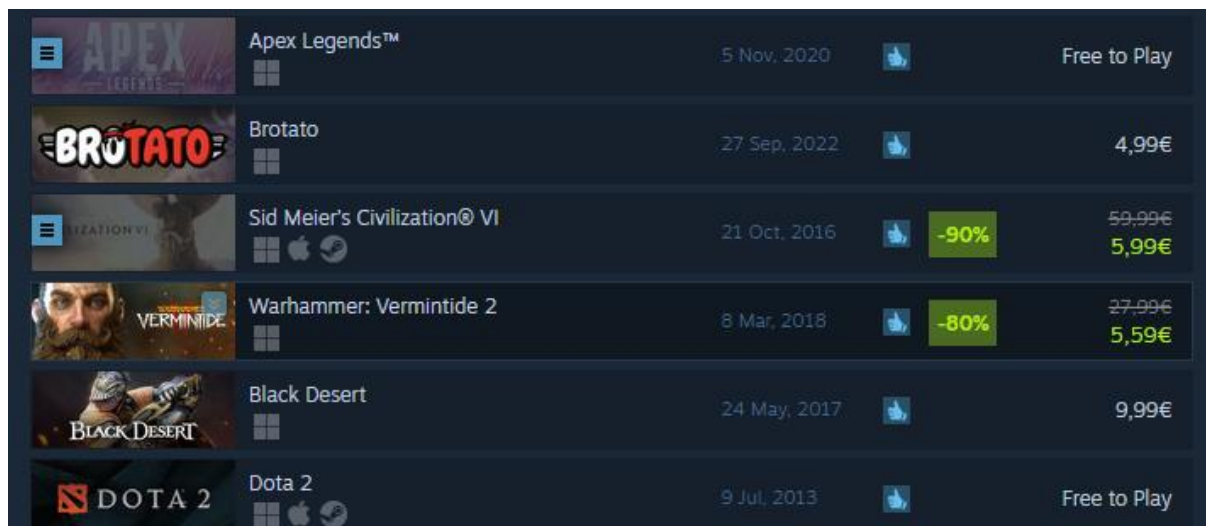 APEX
LEGENDS
Apex Legends™
5 Nov, 2020
Free to Play
BROTATO
Brotato
27 Sep, 2022
4,99€
ILIZATION VI
Sid Meier's Civilization® VI
21 Oct, 2016
-90%
59,99€
5,99€
VERMINTIDE
Warhammer: Vermintide 2
8 Mar, 2018
-80%
27,99€
5,59€
BLACK DESERT
Black Desert
24 May, 2017
9,99€
DOTA 2
Dota 2
9 Jul, 2013
Free to Play